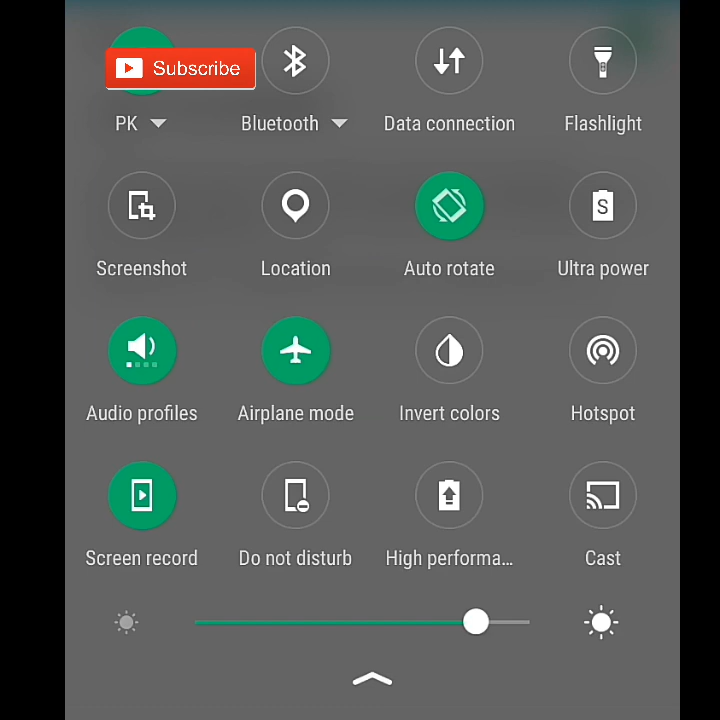 Subscribe
PK Bluetooth Data connection Flashlight
Screenshot Location Auto rotate Ultra power
S
Audio profiles Airplane mode Invert colors Hotspot
Screen record Do not disturb High performa... Cast